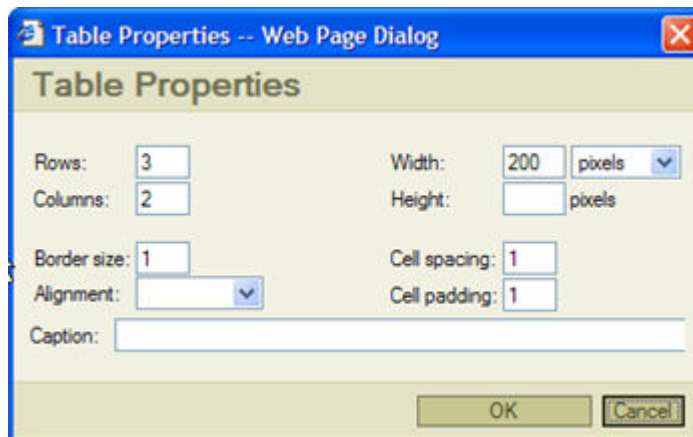 Table Properties -- Web Page Dialog
Table Properties
Rows: 3 Width: 200 pixels
Columns: 2 Height: pixels
Border size: 1 Cell spacing: 1
Alignment: Cell padding: 1
Caption:
OK Cancel